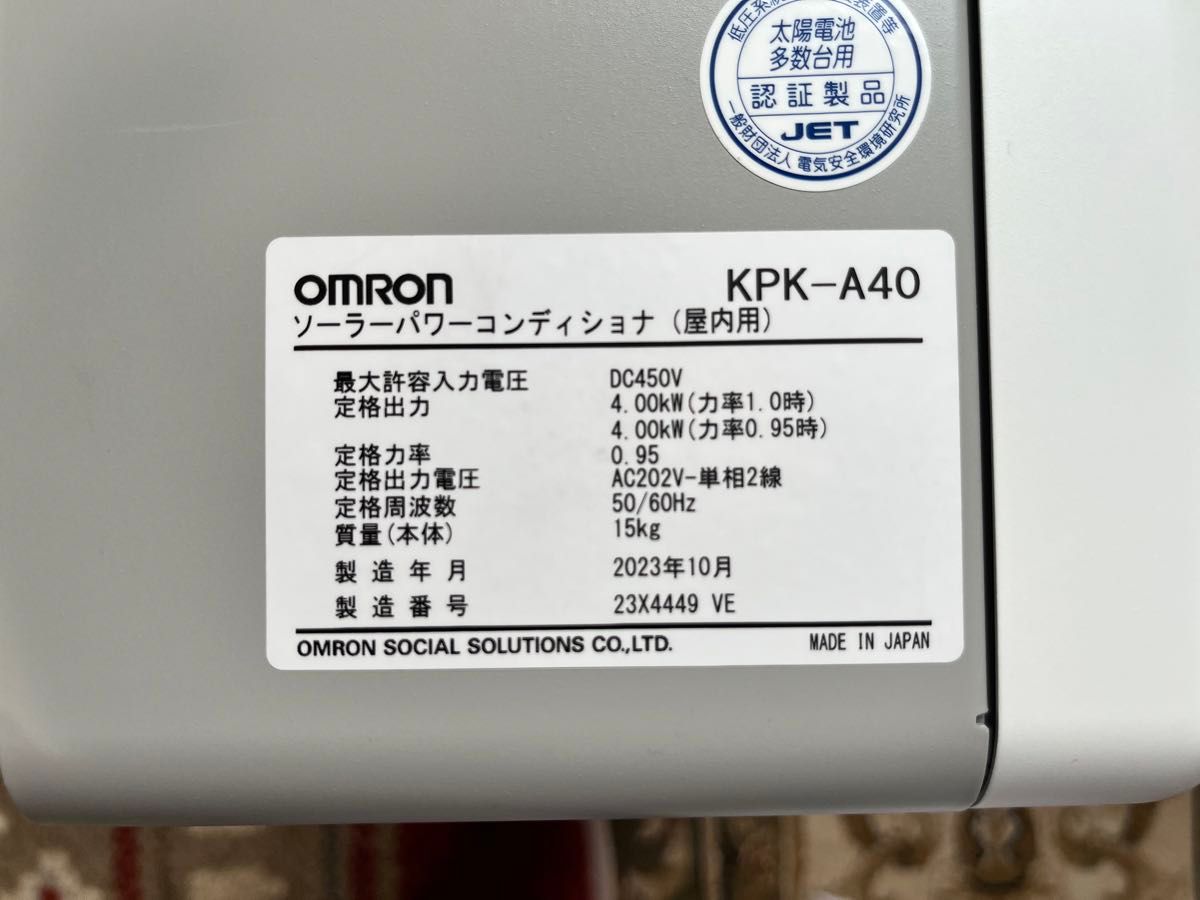 低圧系
装置等
太陽電池
多数台用
認証製品
JET
一般財団法人 電気安全環境研究所
OMRON KPK-A40
ソーラーパワーコンディショナ (屋内用)
最大許容入力電圧 DC450V
定格出力 4.00kW(力率1.0時)
4.00kW(力率0.95時)
定格力率 0.95
定格出力電圧 AC202V-単相2線
定格周波数 50/60Hz
質量(本体) 15kg
製造年月 2023年10月
製造番号 23X4449 VE
OMRON SOCIAL SOLUTIONS CO.,LTD. MADE IN JAPAN